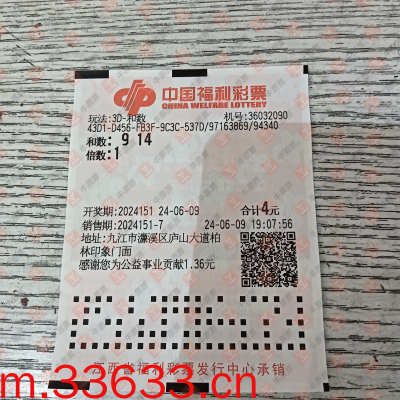 中国福利彩票
CHINA WELFARE LOTTERY
玩法:3D-和数 机号:36032090
43D1-D456-FB3F-9C3C-537D/97163869/94340
和数: 9 14
倍数:1
开奖期:2024151 24-06-09 合计4元
销售期:2024151-7 24-06-09 19:07:56
地址:九江市濂溪区庐山大道柏
林印象门面
感谢您为公益事业贡献1.36元
江西省福利彩票发行中心承销
m.33633.cn